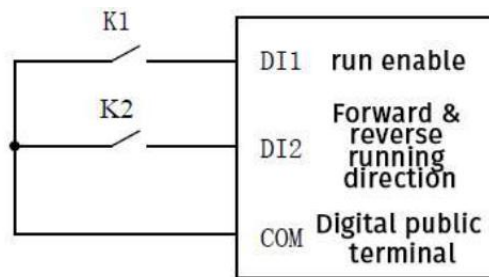 K1
DI1 run enable
K2
DI2 Forward &
reverse
running
direction
COM Digital public
terminal